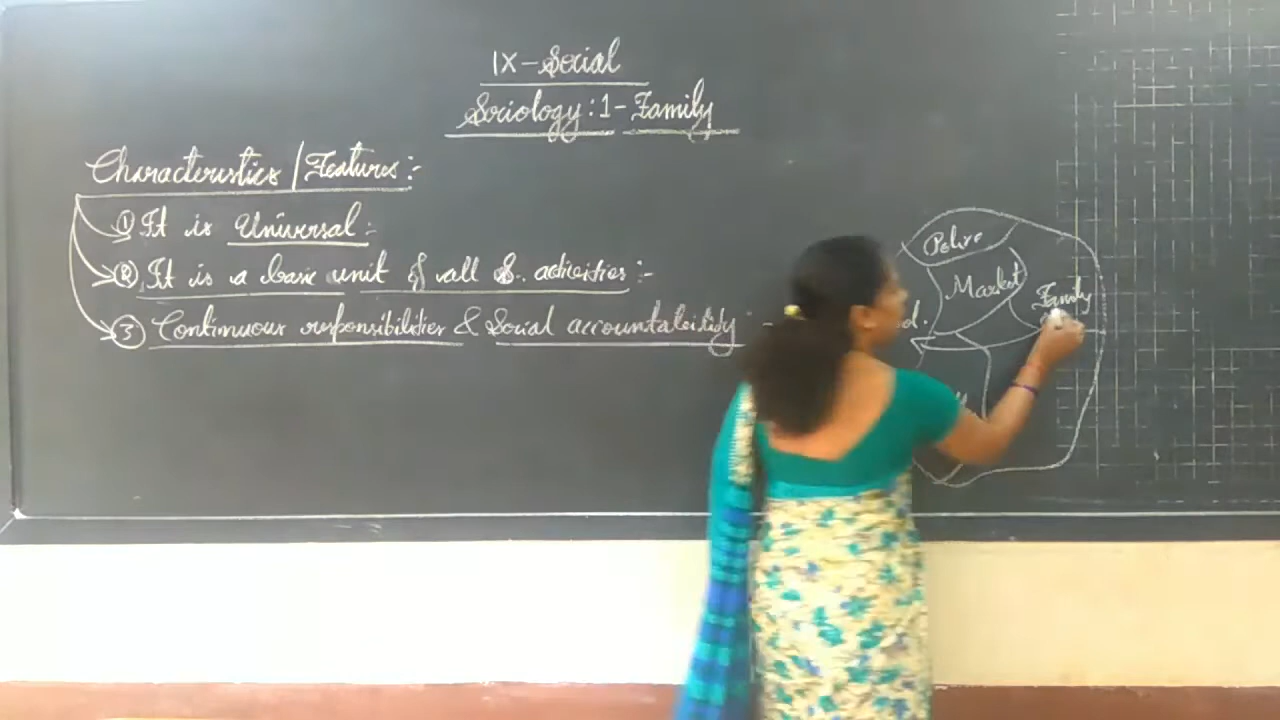 IX - Social
Sociology : 1 - Family
Characteristics / Features :-
① It is Universal :-
② It is a basic unit of all S. activities :-
③ Continuous responsibilities & Social accountability :-
Police
Market
Family